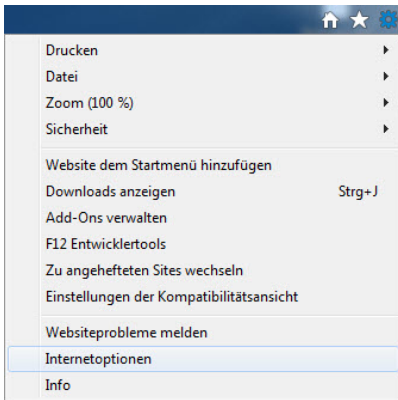 Drucken
Datei
Zoom (100 %)
Sicherheit
Website dem Startmenü hinzufügen
Downloads anzeigen Strg+J
Add-Ons verwalten
F12 Entwicklertools
Zu angehefteten Sites wechseln
Einstellungen der Kompatibilitätsansicht
Websiteprobleme melden
Internetoptionen
Info